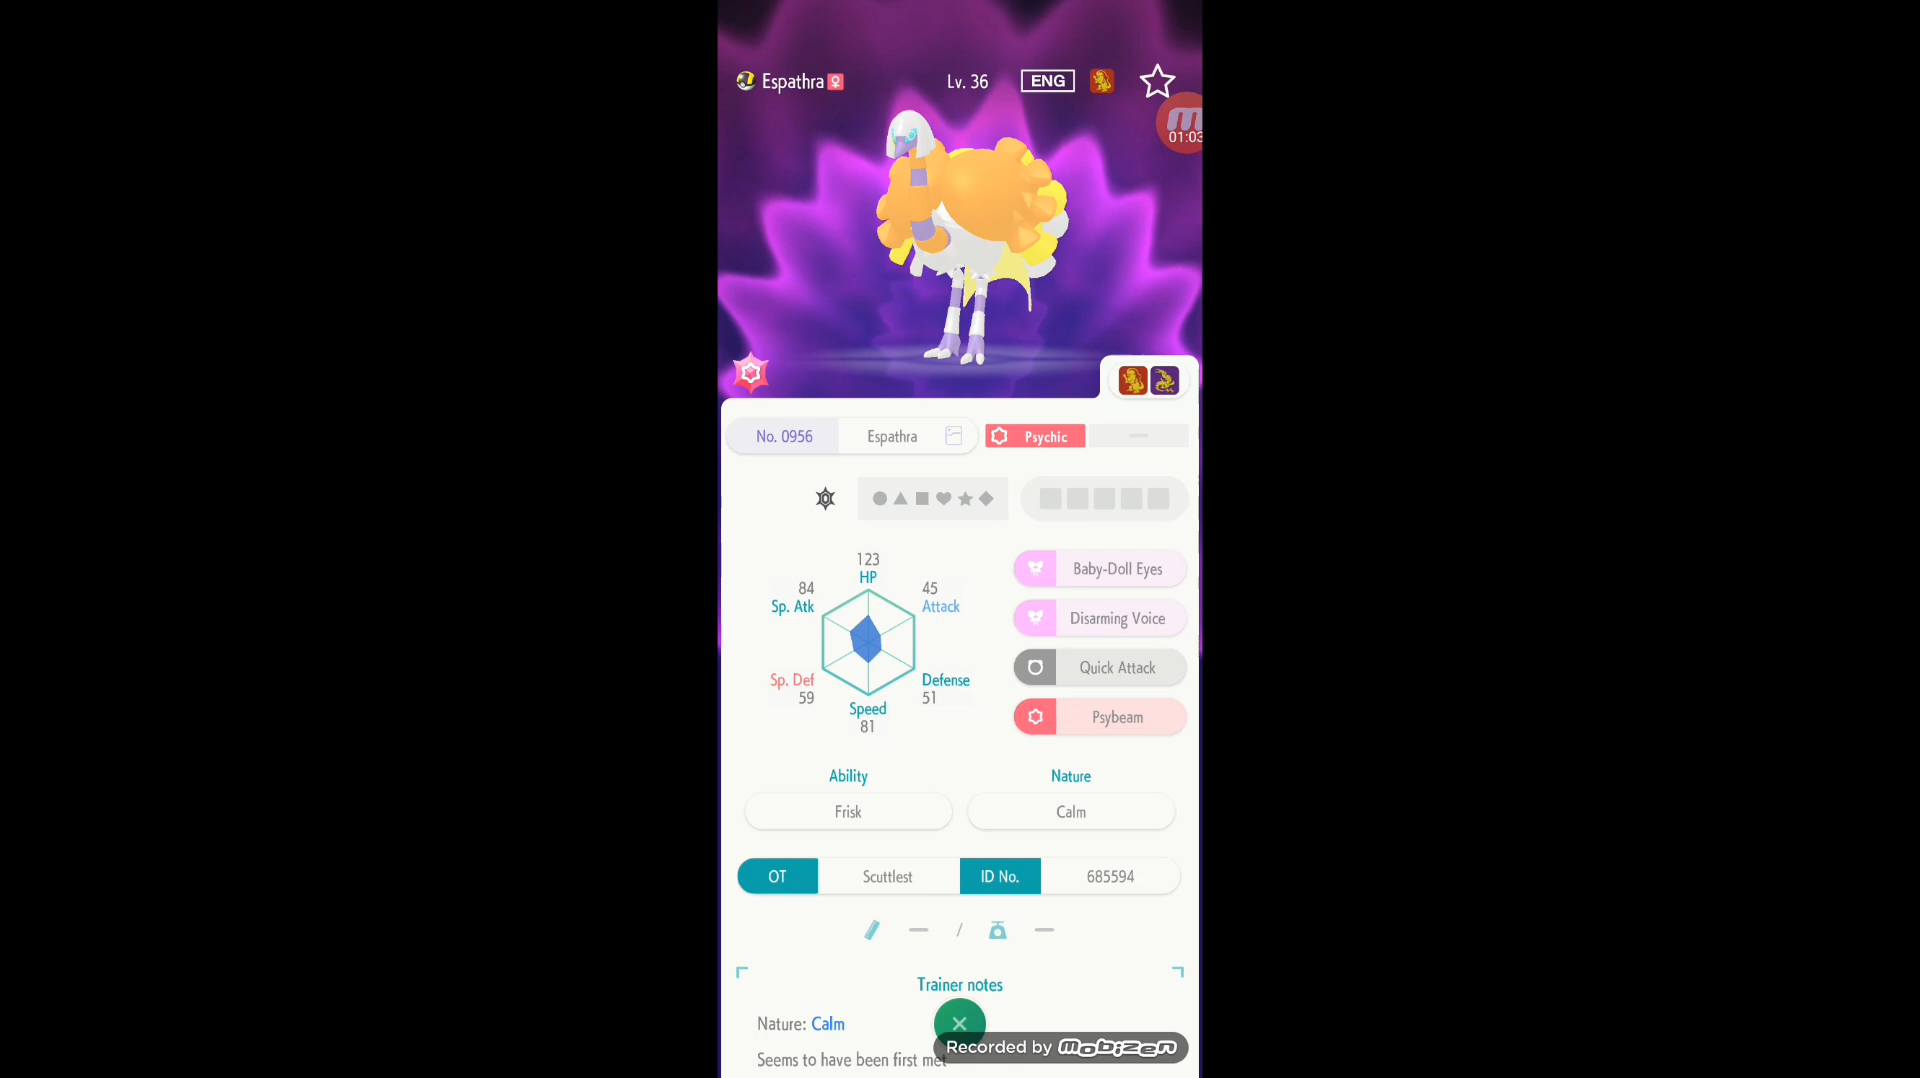 Espathra♀ Lv. 36 ENG
01:03
No. 0956 Espathra Psychic
123
HP
84 45
Sp. Atk Attack
Sp. Def Defense
59 51
Speed
81
Baby-Doll Eyes
Disarming Voice
Quick Attack
Psybeam
Ability Nature
Frisk Calm
OT Scuttlest ID No. 685594
— / —
Trainer notes
Nature: Calm
Recorded by mobizen
Seems to have been first met